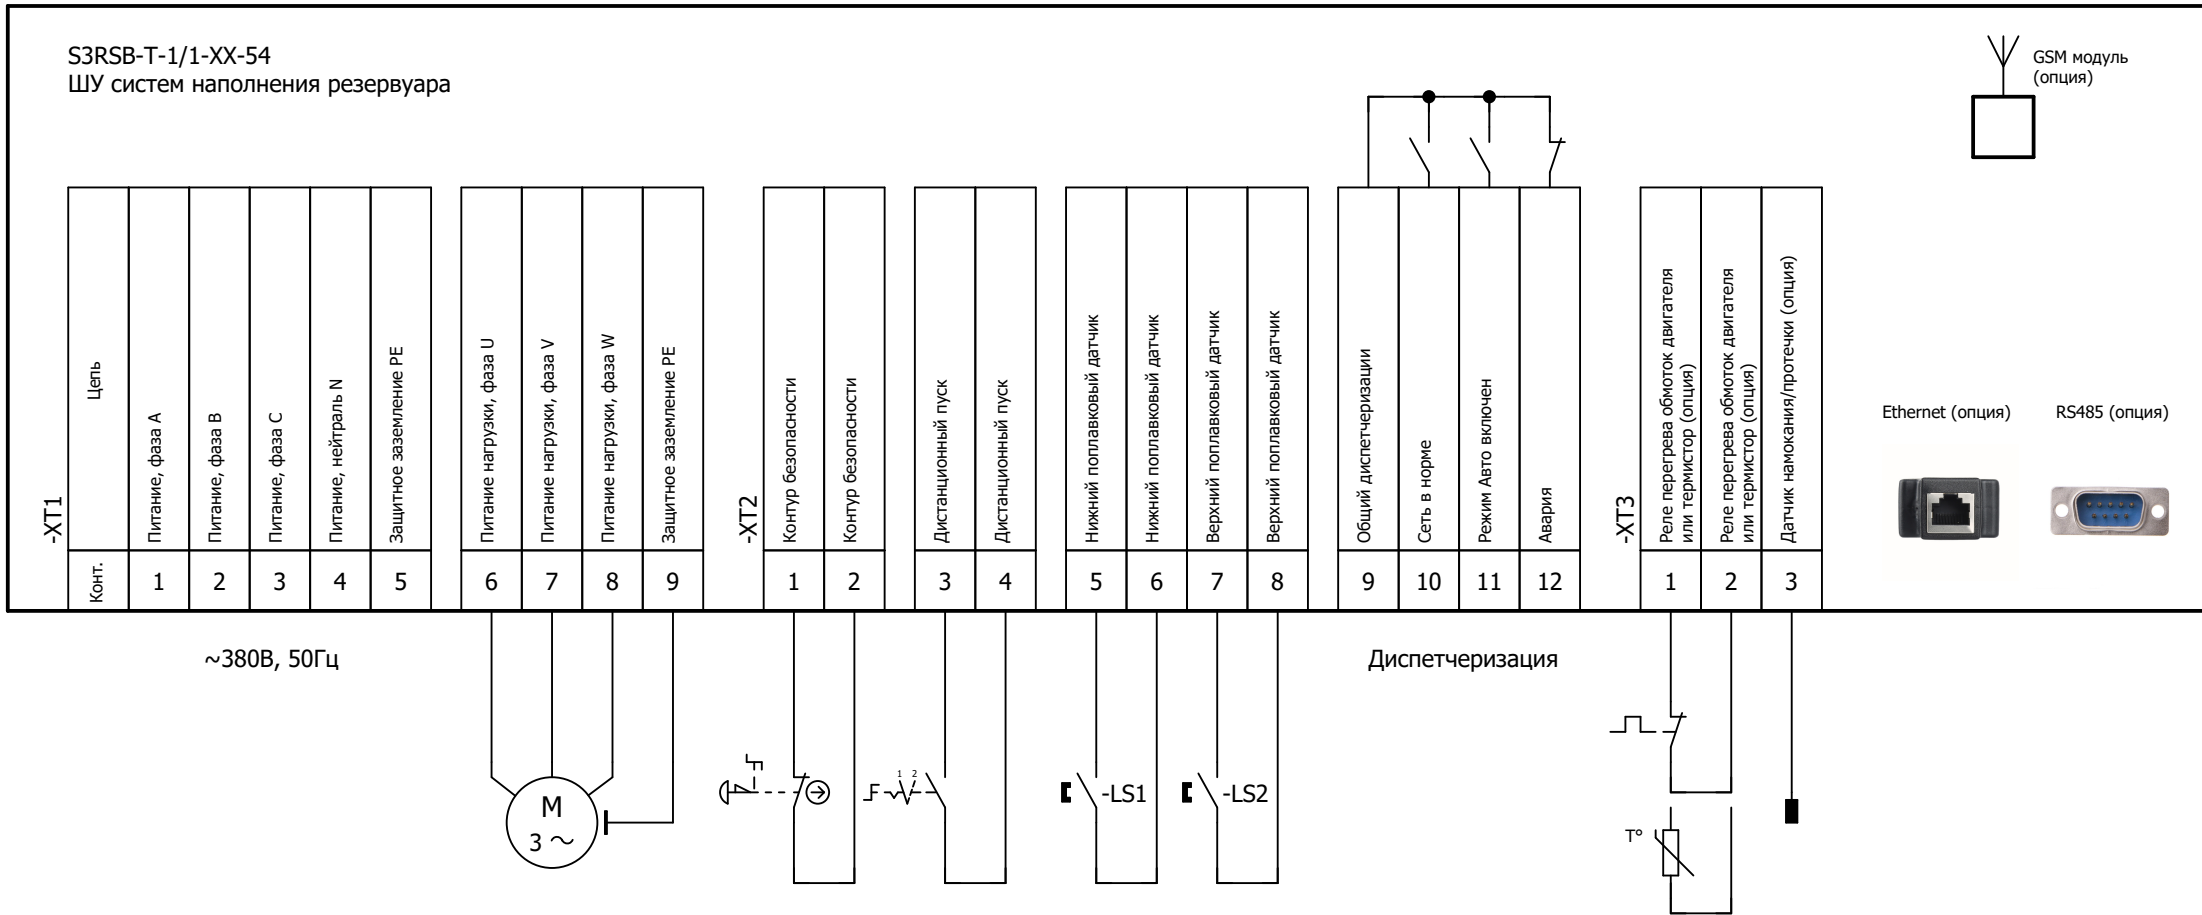 S3RSB-T-1/1-XX-54
ШУ систем наполнения резервуара
GSM модуль
(опция)
-XT1
Цепь
Конт.
Питание, фаза A
1
Питание, фаза B
2
Питание, фаза C
3
Питание, нейтраль N
4
Защитное заземление PE
5
Питание нагрузки, фаза U
6
Питание нагрузки, фаза V
7
Питание нагрузки, фаза W
8
Защитное заземление PE
9
-XT2
Контур безопасности
1
Контур безопасности
2
Дистанционный пуск
3
Дистанционный пуск
4
Нижний поплавковый датчик
5
Нижний поплавковый датчик
6
Верхний поплавковый датчик
7
Верхний поплавковый датчик
8
Общий диспетчеризации
9
Сеть в норме
10
Режим Авто включен
11
Авария
12
-XT3
Реле перегрева обмоток двигателя
или термистор (опция)
1
Реле перегрева обмоток двигателя
или термистор (опция)
2
Датчик намокания/протечки (опция)
3
Ethernet (опция)
RS485 (опция)
~380В, 50Гц
Диспетчеризация
M
3 ~
1 2
-LS1
-LS2
T°